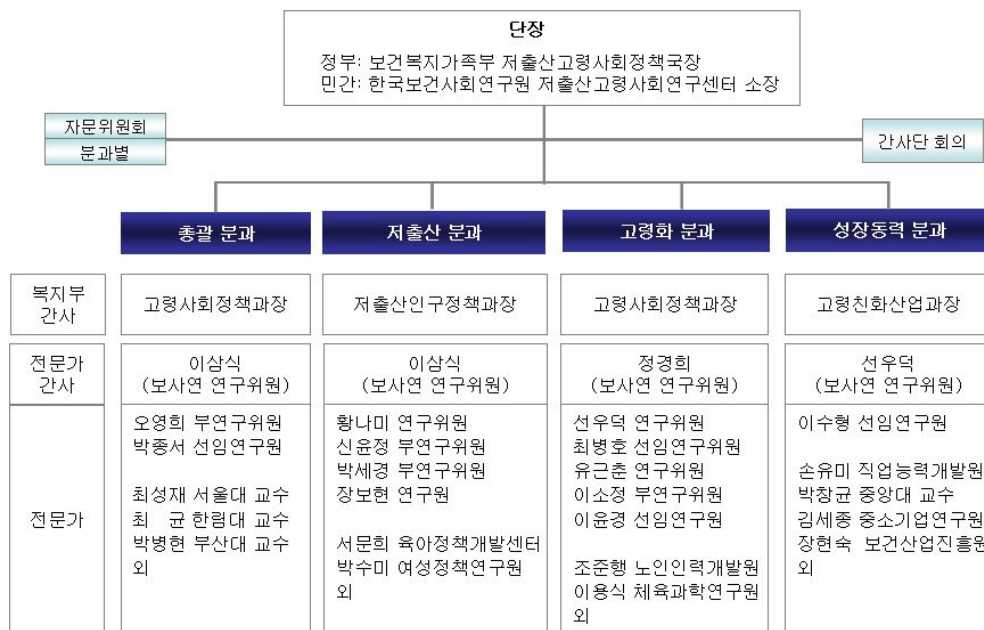 단장
정부: 보건복지가족부 저출산고령사회정책국장
민간: 한국보건사회연구원 저출산고령사회연구센터 소장
자문위원회
분과별
간사단 회의
총괄 분과
저출산 분과
고령화 분과
성장동력 분과
복지부
간사
고령사회정책과장
저출산인구정책과장
고령사회정책과장
고령친화산업과장
전문가
간사
이삼식
(보사연 연구위원)
이삼식
(보사연 연구위원)
정경희
(보사연 연구위원)
선우덕
(보사연 연구위원)
전문가
오영희 부연구위원
박종서 선임연구원
최성재 서울대 교수
최 균 한림대 교수
박병현 부산대 교수
외
황나미 연구위원
신윤정 부연구위원
박세경 부연구위원
장보현 연구원
서문희 육아정책개발센터
박수미 여성정책연구원
외
선우덕 연구위원
최병호 선임연구위원
유근춘 연구위원
이소정 부연구위원
이윤경 선임연구원
조준행 노인인력개발원
이용식 체육과학연구원
외
이수형 선임연구원
손유미 직업능력개발원
박창균 중앙대 교수
김세종 중소기업연구원
장현숙 보건산업진흥원
외